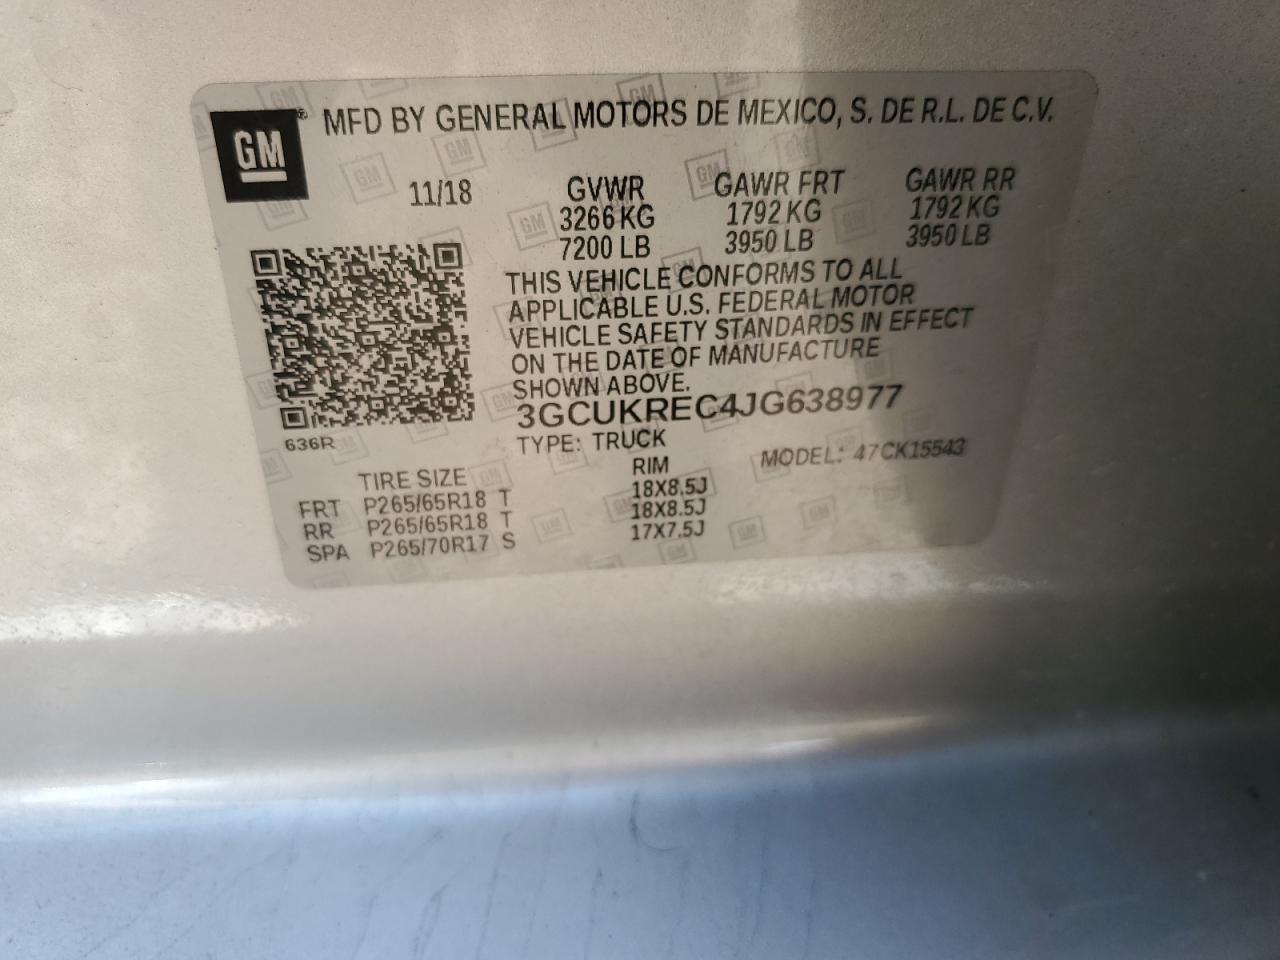 GM ® MFD BY GENERAL MOTORS DE MEXICO, S. DE R.L. DE C.V.
11/18 GVWR GAWR FRT GAWR RR
3266 KG 1792 KG 1792 KG
7200 LB 3950 LB 3950 LB
THIS VEHICLE CONFORMS TO ALL
APPLICABLE U.S. FEDERAL MOTOR
VEHICLE SAFETY STANDARDS IN EFFECT
ON THE DATE OF MANUFACTURE
SHOWN ABOVE.
3GCUKREC4JG638977
636R TYPE: TRUCK MODEL: 47CK15543
TIRE SIZE RIM
FRT P265/65R18 T 18X8.5J
RR P265/65R18 T 18X8.5J
SPA P265/70R17 S 17X7.5J